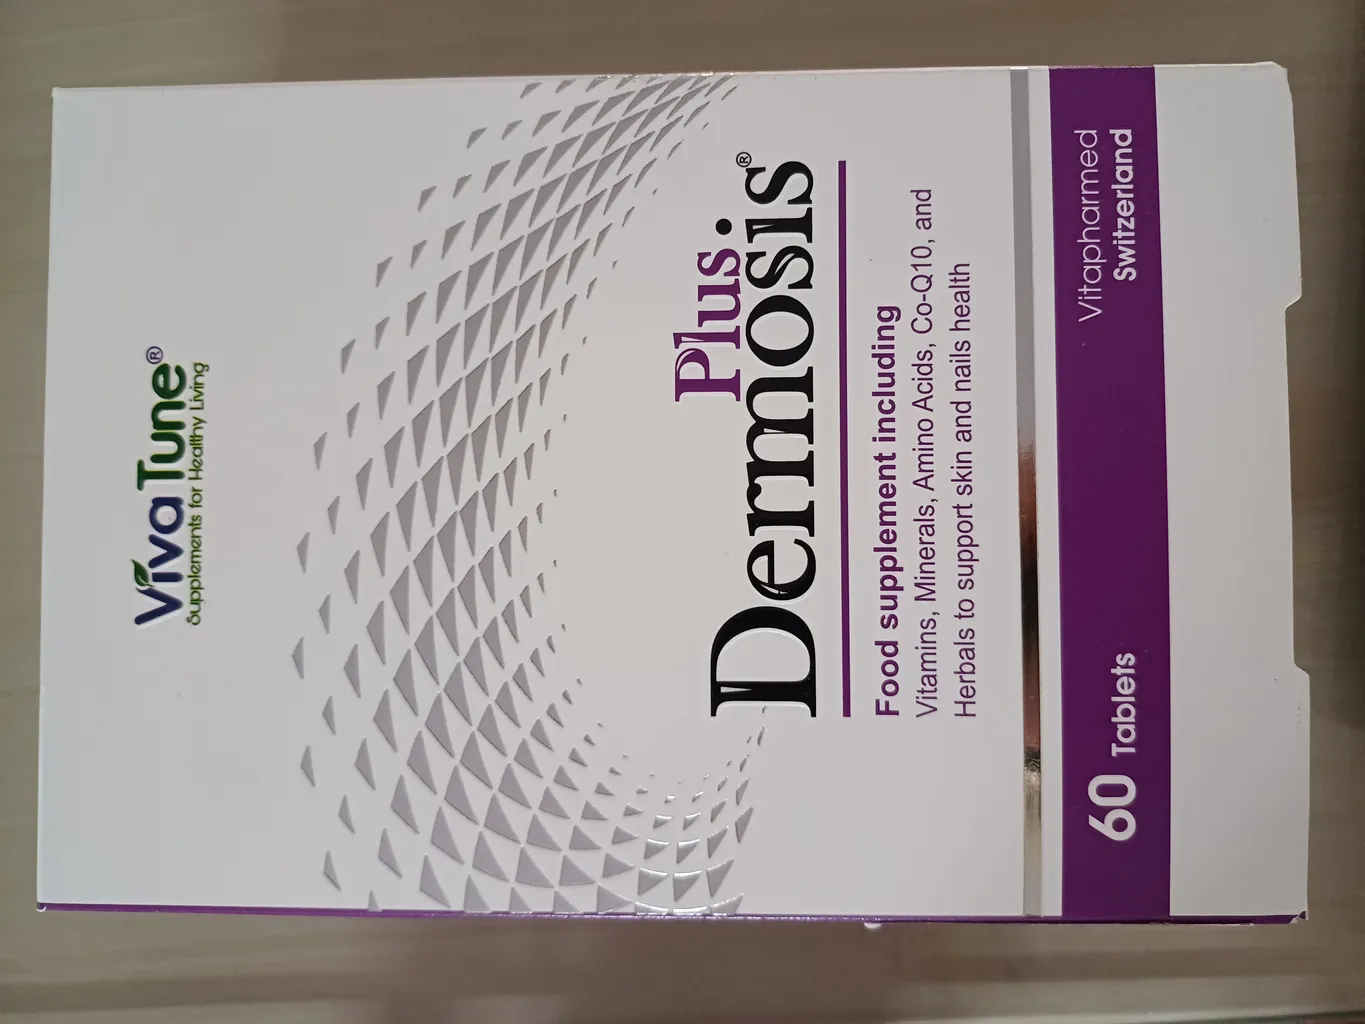 VivaTune®
Supplements for Healthy Living
Plus
Dermosis®
Food supplement including
Vitamins, Minerals, Amino Acids, Co-Q10, and
Herbals to support skin and nails health
60 Tablets
Vitapharmed
Switzerland